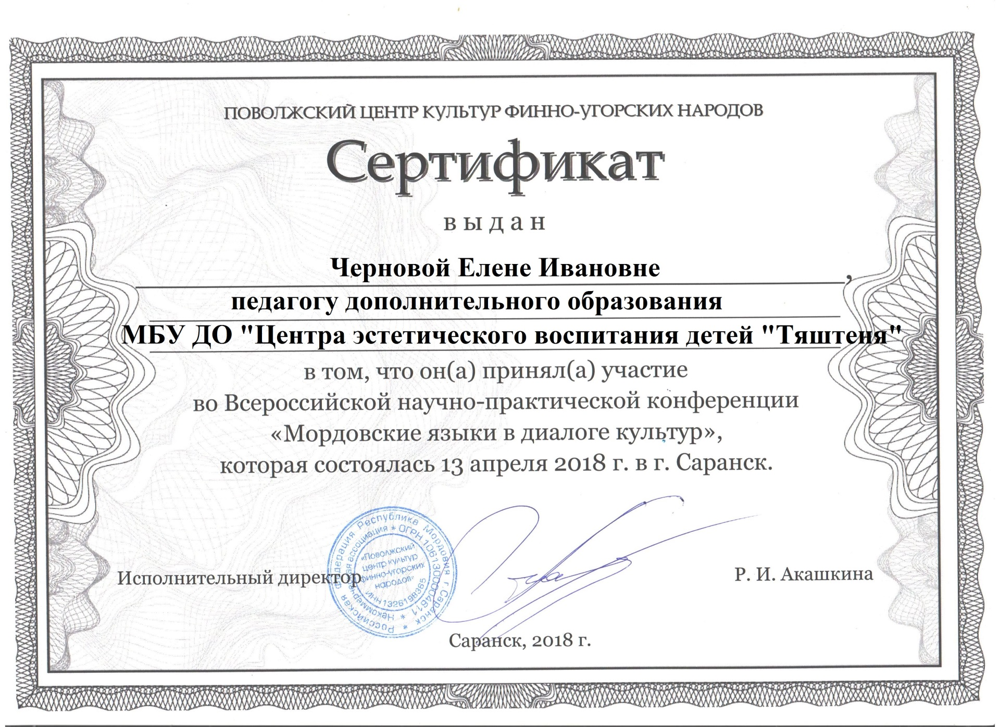 ПОВОЛЖСКИЙ ЦЕНТР КУЛЬТУР ФИННО-УГОРСКИХ НАРОДОВ
Сертификат
выдан
Черновой Елене Ивановне,
педагогу дополнительного образования
МБУ ДО "Центра эстетического воспитания детей "Тяштеня"
в том, что он(а) принял(а) участие
во Всероссийской научно-практической конференции
«Мордовские языки в диалоге культур»,
которая состоялась 13 апреля 2018 г. в г. Саранск.
Исполнительный директор
Р. И. Акашкина
Российская Федерация Республика Мордовия г.Саранск *
Некоммерческая ассоциация * ОГРН 1061300004611 *
«Поволжский
центр культур
финно-угорских
народов»
ИНН 1326198365
Саранск, 2018 г.